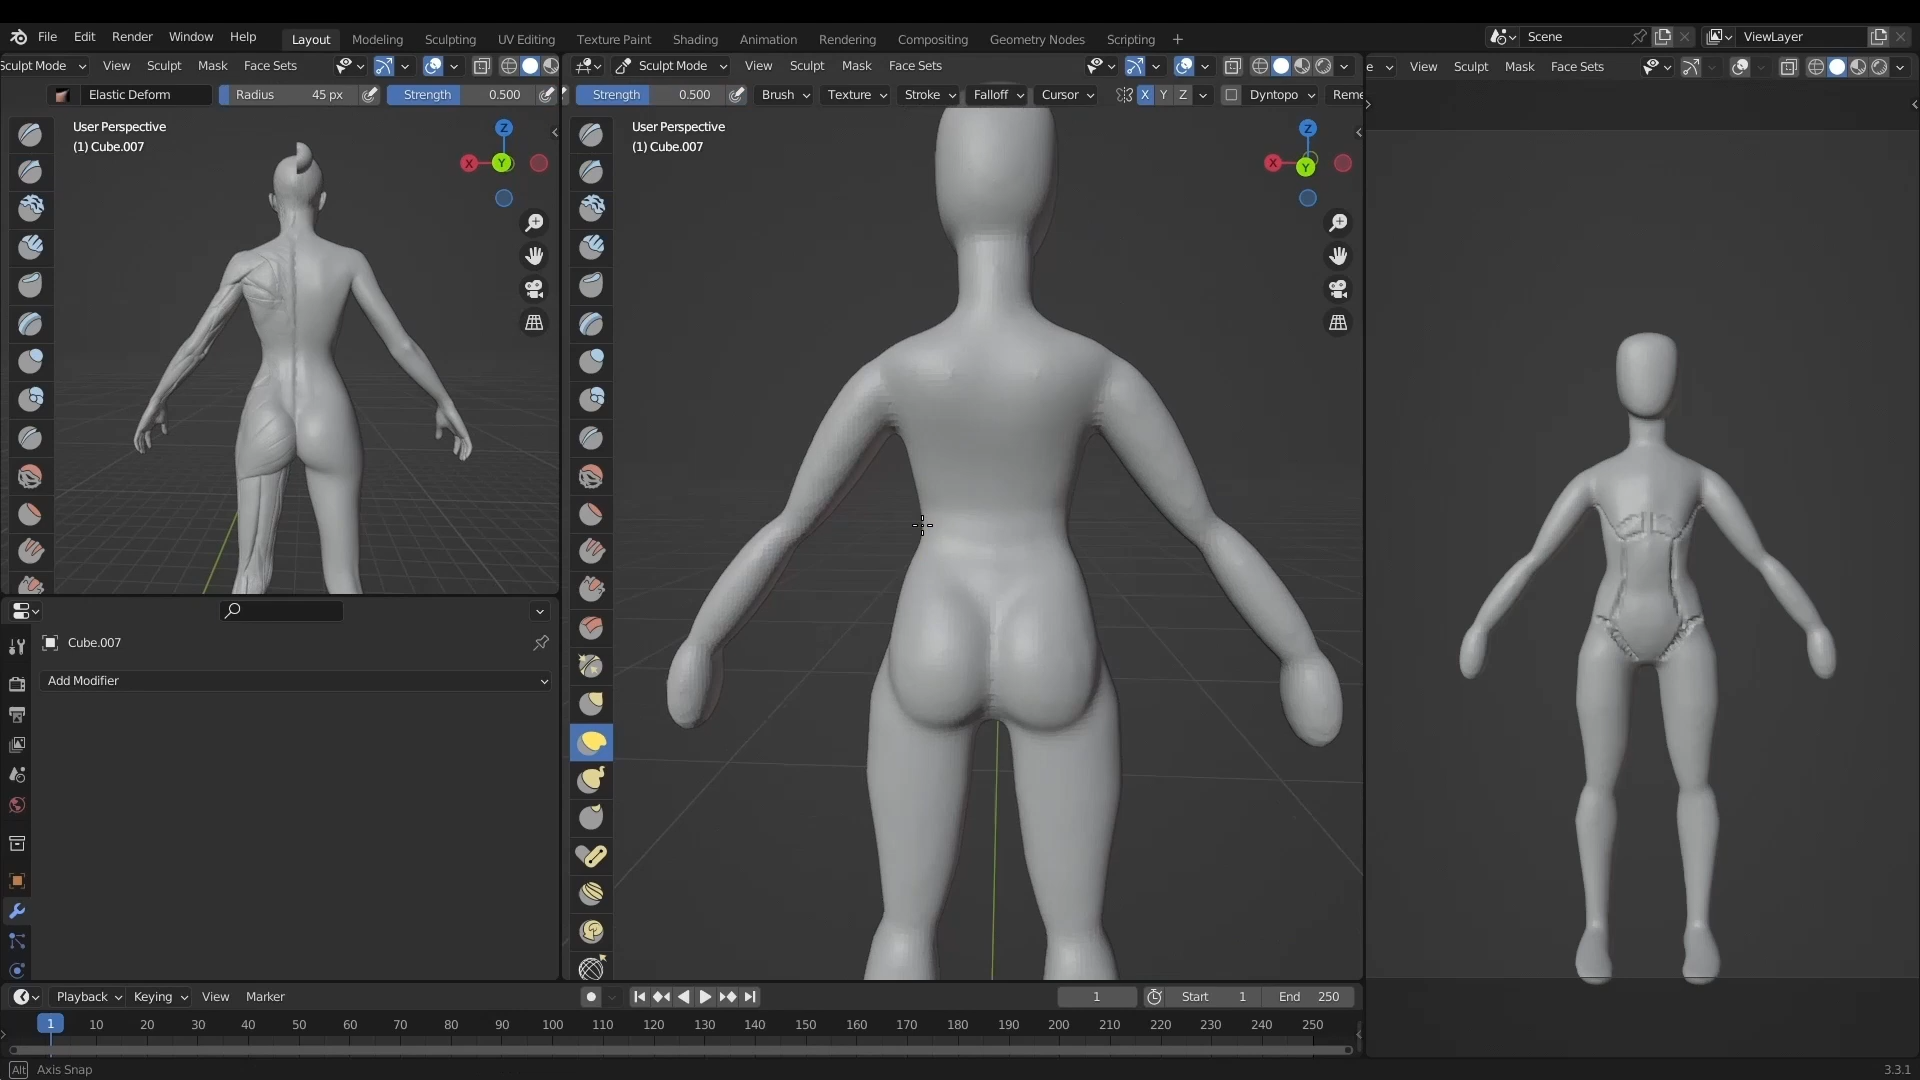 File Edit Render Window Help Layout Modeling Sculpting UV Editing Texture Paint Shading Animation Rendering Compositing Geometry Nodes Scripting + Scene ViewLayer
Sculpt Mode View Sculpt Mask Face Sets
Elastic Deform Radius 45 px Strength 0.500
User Perspective
(1) Cube.007
Z
X Y
Sculpt Mode View Sculpt Mask Face Sets
Strength 0.500 Brush Texture Stroke Falloff Cursor X Y Z Dyntopo Reme
User Perspective
(1) Cube.007
Z
X Y
e View Sculpt Mask Face Sets
Cube.007
Add Modifier
Playback Keying View Marker 1 Start 1 End 250
1 10 20 30 40 50 60 70 80 90 100 110 120 130 140 150 160 170 180 190 200 210 220 230 240 250
Alt Axis Snap 3.3.1